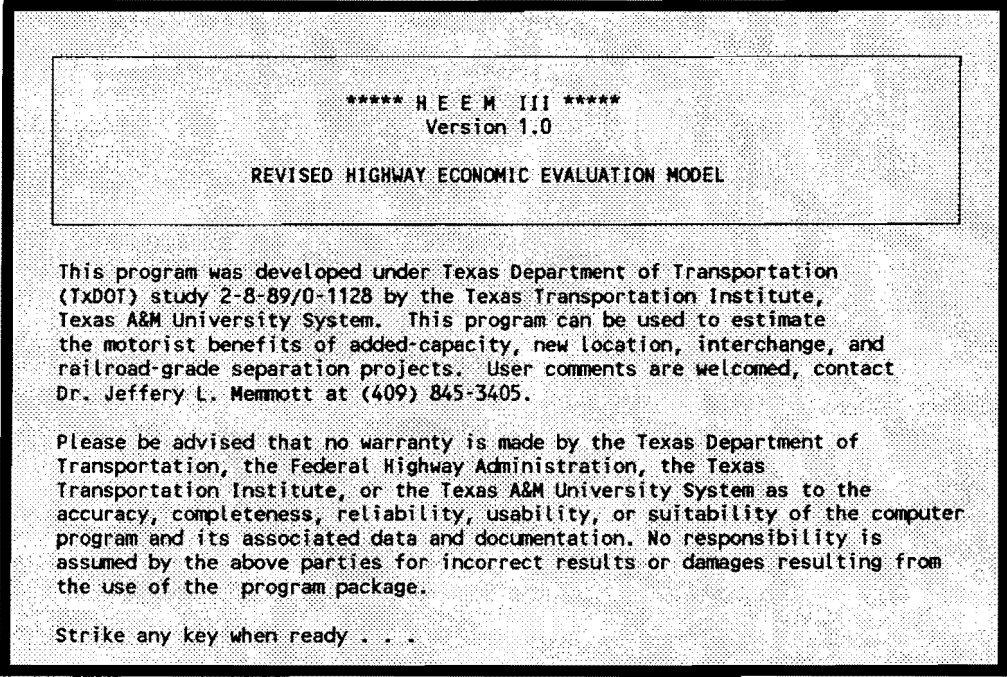 ***** H E E M III *****
Version 1.0
REVISED HIGHWAY ECONOMIC EVALUATION MODEL
This program was developed under Texas Department of Transportation
(TxDOT) study 2-8-89/0-1128 by the Texas Transportation Institute,
Texas A&M University System.  This program can be used to estimate
the motorist benefits of added-capacity, new location, interchange, and
railroad-grade separation projects.  User comments are welcomed, contact
Dr. Jeffery L. Memmott at (409) 845-3405.
Please be advised that no warranty is made by the Texas Department of
Transportation, the Federal Highway Administration, the Texas
Transportation Institute, or the Texas A&M University System as to the
accuracy, completeness, reliability, usability, or suitability of the computer
program and its associated data and documentation. No responsibility is
assumed by the above parties for incorrect results or damages resulting from
the use of the  program package.
Strike any key when ready . . .